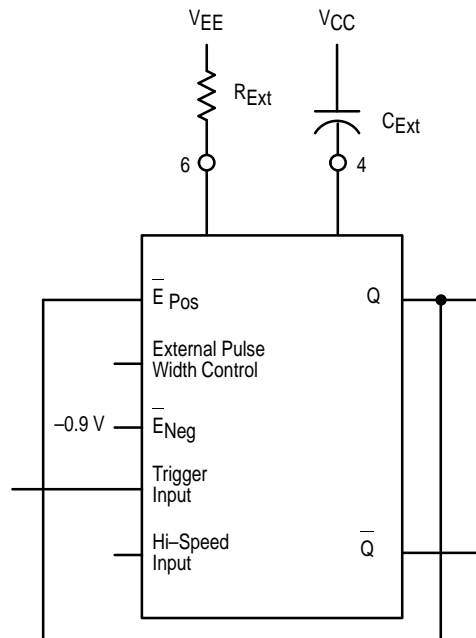 VEE
VCC
RExt
CExt
6
4
E Pos
Q
External Pulse
Width Control
–0.9 V
ENeg
Trigger
Input
Hi–Speed
Input
Q